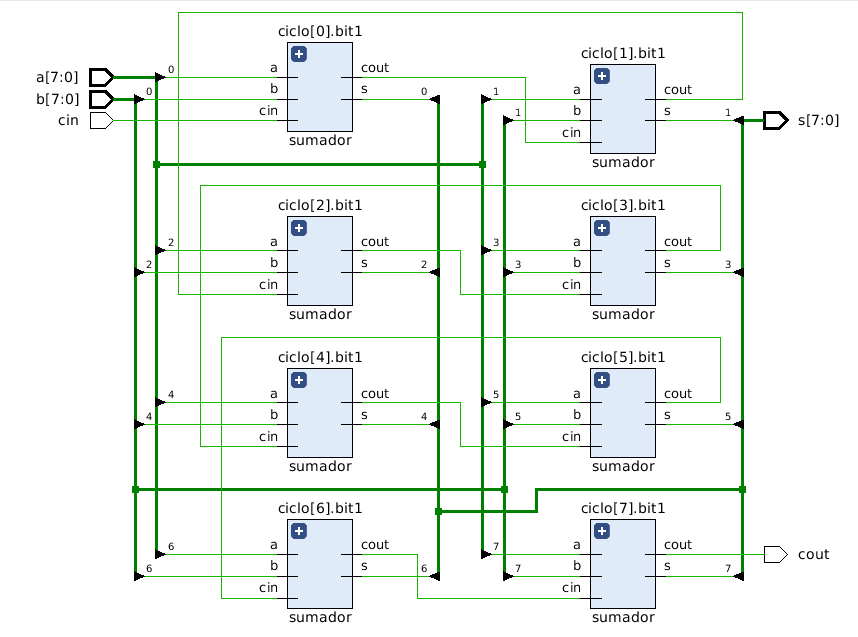 ciclo[0].bit1
ciclo[1].bit1
a[7:0] 0 a cout
b[7:0] 0 b s 0 1 a cout
cin cin 1 b s 1 s[7:0]
sumador cin
sumador
ciclo[2].bit1 ciclo[3].bit1
2 a cout 3 a cout
2 b s 2 3 b s 3
cin cin
sumador sumador
ciclo[4].bit1 ciclo[5].bit1
4 a cout 5 a cout
4 b s 4 5 b s 5
cin cin
sumador sumador
ciclo[6].bit1 ciclo[7].bit1
6 a cout 7 a cout cout
6 b s 6 7 b s 7
cin cin
sumador sumador